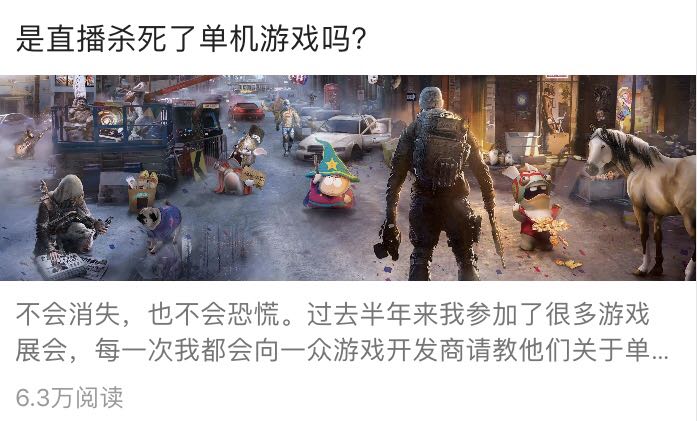 是直播杀死了单机游戏吗？
不会消失，也不会恐慌。过去半年来我参加了很多游戏
展会，每一次我都会向一众游戏开发商请教他们关于单...
6.3万阅读